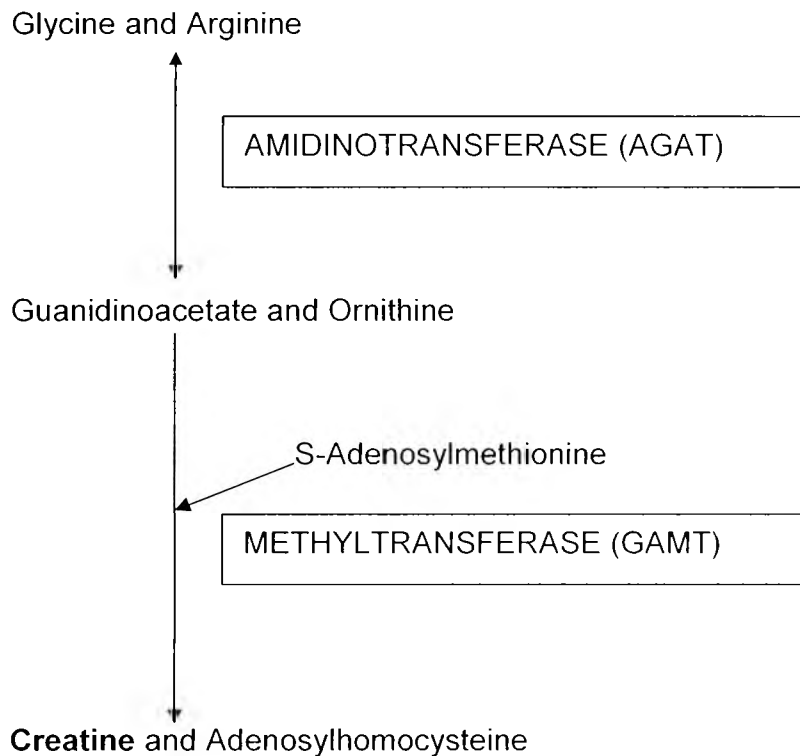 Glycine and Arginine
AMIDINOTRANSFERASE (AGAT)
Guanidinoacetate and Ornithine
S-Adenosylmethionine
METHYLTRANSFERASE (GAMT)
Creatine and Adenosylhomocysteine